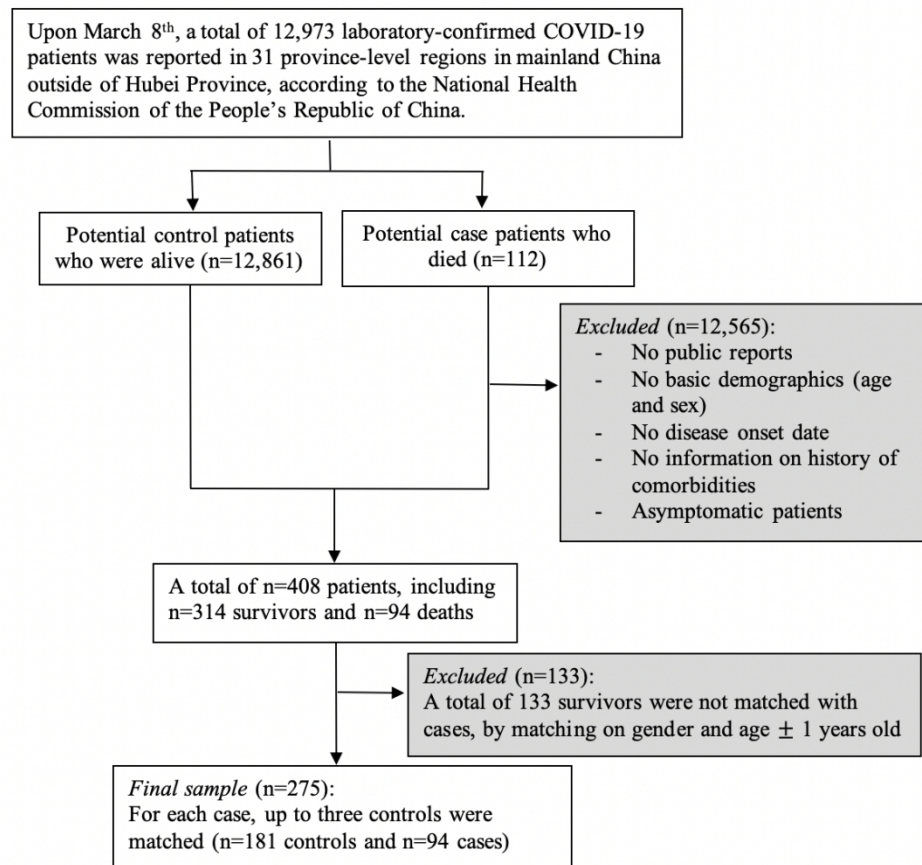 Upon March 8th, a total of 12,973 laboratory-confirmed COVID-19
patients was reported in 31 province-level regions in mainland China
outside of Hubei Province, according to the National Health
Commission of the People's Republic of China.
Potential control patients
who were alive (n=12,861)
Potential case patients who
died (n=112)
Excluded (n=12,565):
- No public reports
- No basic demographics (age
and sex)
- No disease onset date
- No information on history of
comorbidities
- Asymptomatic patients
A total of n=408 patients, including
n=314 survivors and n=94 deaths
Excluded (n=133):
A total of 133 survivors were not matched with
cases, by matching on gender and age ± 1 years old
Final sample (n=275):
For each case, up to three controls were
matched (n=181 controls and n=94 cases)